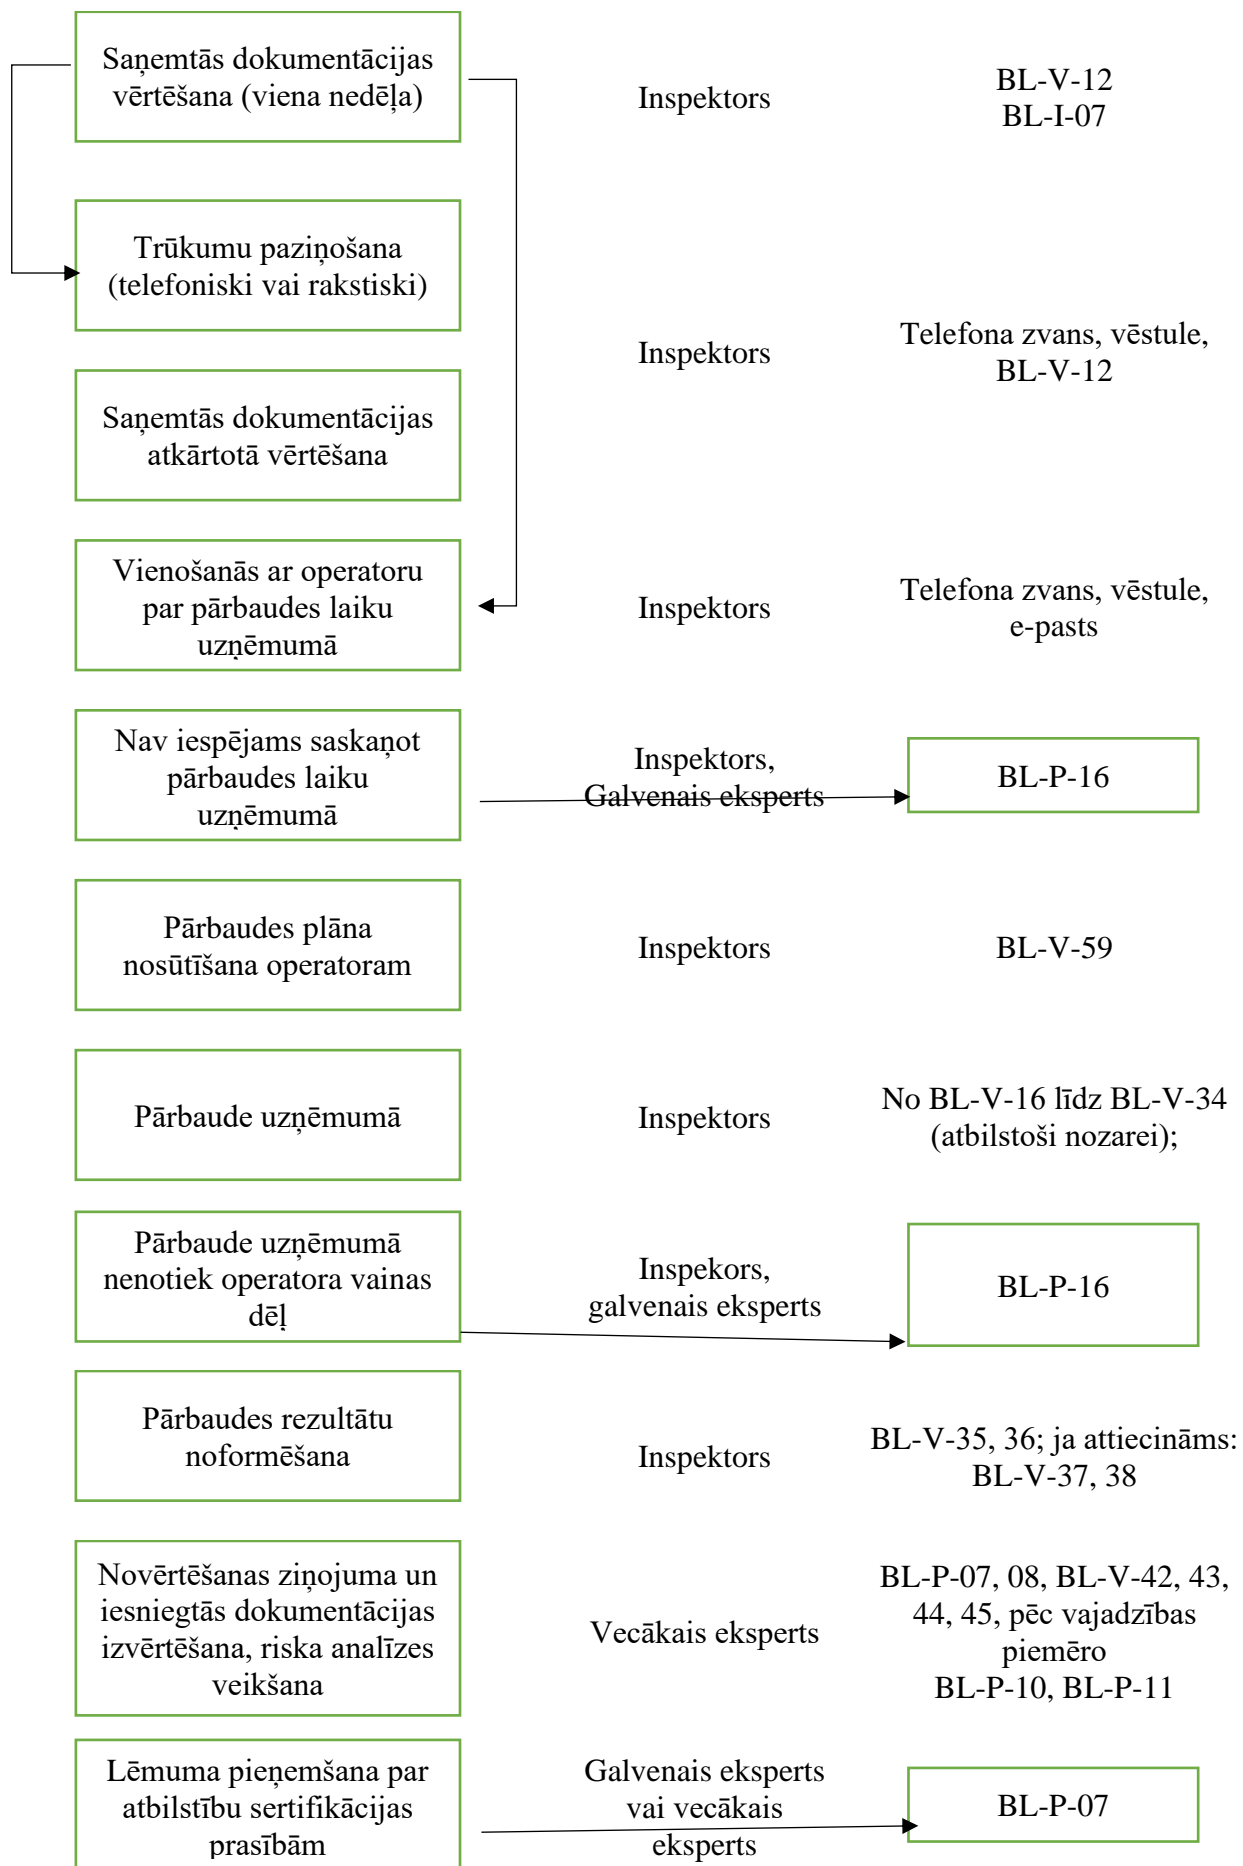 Saņemtās dokumentācijas
vērtēšana (viena nedēļa)
Inspektors
BL-V-12
BL-I-07
Trūkumu paziņošana
(telefoniski vai rakstiski)
Inspektors
Telefona zvans, vēstule,
BL-V-12
Saņemtās dokumentācijas
atkārtotā vērtēšana
Vienošanās ar operatoru
par pārbaudes laiku
uzņēmumā
Inspektors
Telefona zvans, vēstule,
e-pasts
Nav iespējams saskaņot
pārbaudes laiku
uzņēmumā
Inspektors,
Galvenais eksperts
BL-P-16
Pārbaudes plāna
nosūtīšana operatoram
Inspektors
BL-V-59
Pārbaude uzņēmumā
Inspektors
No BL-V-16 līdz BL-V-34
(atbilstoši nozarei);
Pārbaude uzņēmumā
nenotiek operatora vainas
dēļ
Inspekors,
galvenais eksperts
BL-P-16
Pārbaudes rezultātu
noformēšana
Inspektors
BL-V-35, 36; ja attiecināms:
BL-V-37, 38
Novērtēšanas ziņojuma un
iesniegtās dokumentācijas
izvērtēšana, riska analīzes
veikšana
Vecākais eksperts
BL-P-07, 08, BL-V-42, 43,
44, 45, pēc vajadzības
piemēro
BL-P-10, BL-P-11
Lēmuma pieņemšana par
atbilstību sertifikācijas
prasībām
Galvenais eksperts
vai vecākais
eksperts
BL-P-07